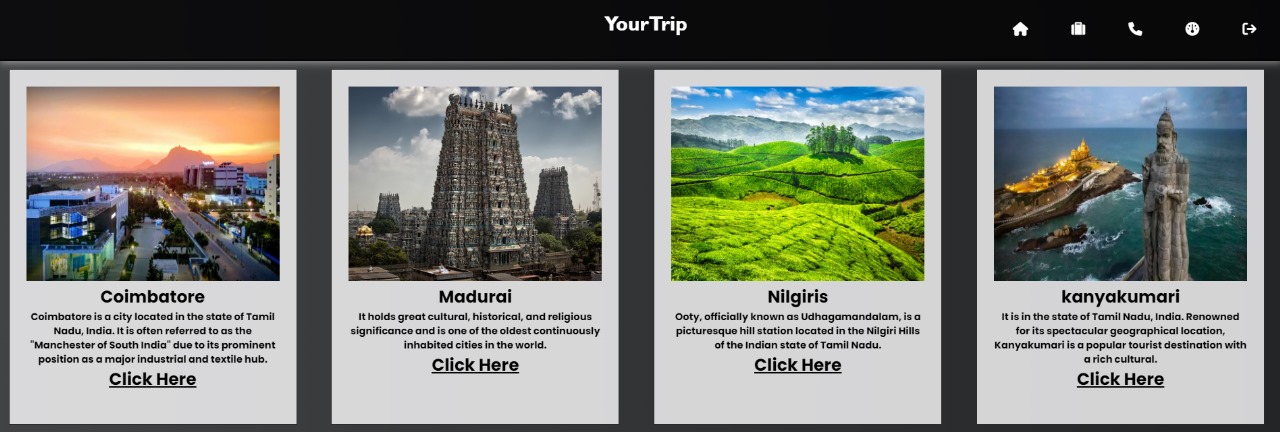 YourTrip
Coimbatore
Coimbatore is a city located in the state of Tamil
Nadu, India. It is often referred to as the
"Manchester of South India" due to its prominent
position as a major industrial and textile hub.
Click Here
Madurai
It holds great cultural, historical, and religious
significance and is one of the oldest continuously
inhabited cities in the world.
Click Here
Nilgiris
Ooty, officially known as Udhagamandalam, is a
picturesque hill station located in the Nilgiri Hills
of the Indian state of Tamil Nadu.
Click Here
kanyakumari
It is in the state of Tamil Nadu, India. Renowned
for its spectacular geographical location,
Kanyakumari is a popular tourist destination with
a rich cultural.
Click Here